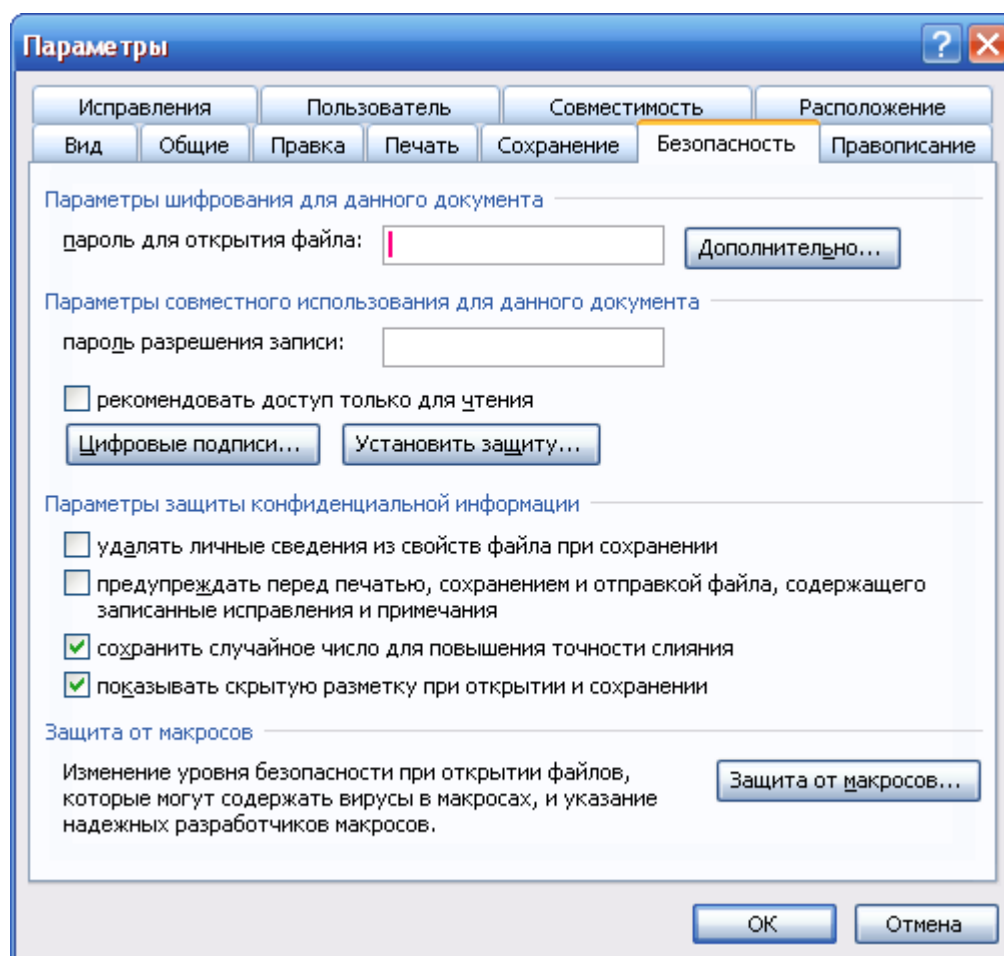 Параметры
Исправления Пользователь Совместимость Расположение
Вид Общие Правка Печать Сохранение Безопасность Правописание
Параметры шифрования для данного документа
пароль для открытия файла: Дополнительно...
Параметры совместного использования для данного документа
пароль разрешения записи:
рекомендовать доступ только для чтения
Цифровые подписи... Установить защиту...
Параметры защиты конфиденциальной информации
удалять личные сведения из свойств файла при сохранении
предупреждать перед печатью, сохранением и отправкой файла, содержащего
записанные исправления и примечания
сохранить случайное число для повышения точности слияния
показывать скрытую разметку при открытии и сохранении
Защита от макросов
Изменение уровня безопасности при открытии файлов,
которые могут содержать вирусы в макросах, и указание
надежных разработчиков макросов.
Защита от макросов...
ОК Отмена